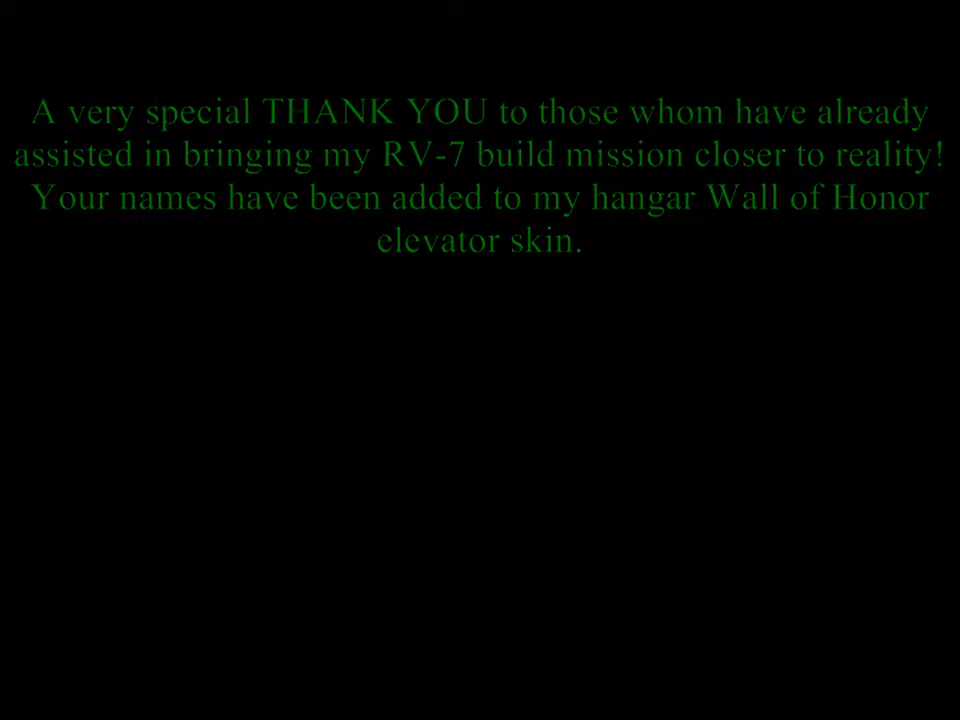 A very special THANK YOU to those whom have already
assisted in bringing my RV-7 build mission closer to reality!
Your names have been added to my hangar Wall of Honor
elevator skin.